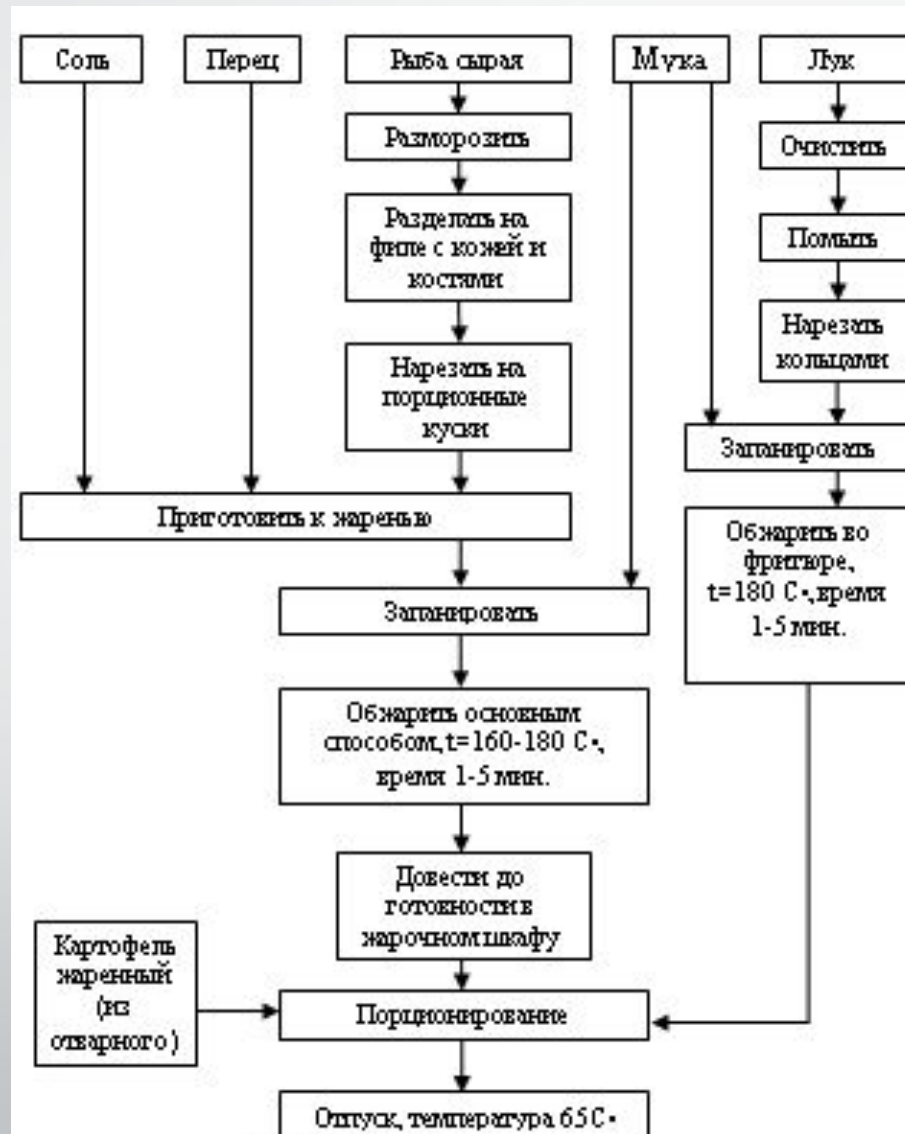 Соль
Перец
Рыба сырая
Мука
Лук
Разморозить
Очистить
Разделать на
филе с кожей и
костями
Помыть
Нарезать
кольцами
Нарезать на
порционные
куски
Запанировать
Приготовить к жаренью
Обжарить во
фритюре,
t=180 С•,время
1-5 мин.
Запанировать
Обжарить основным
способом,t=160-180 С•,
время 1-5 мин.
Довести до
готовности в
жарочном шкафу
Картофель
жаренный
(из
отварного)
Порционирование
Отпуск, температура 65С•